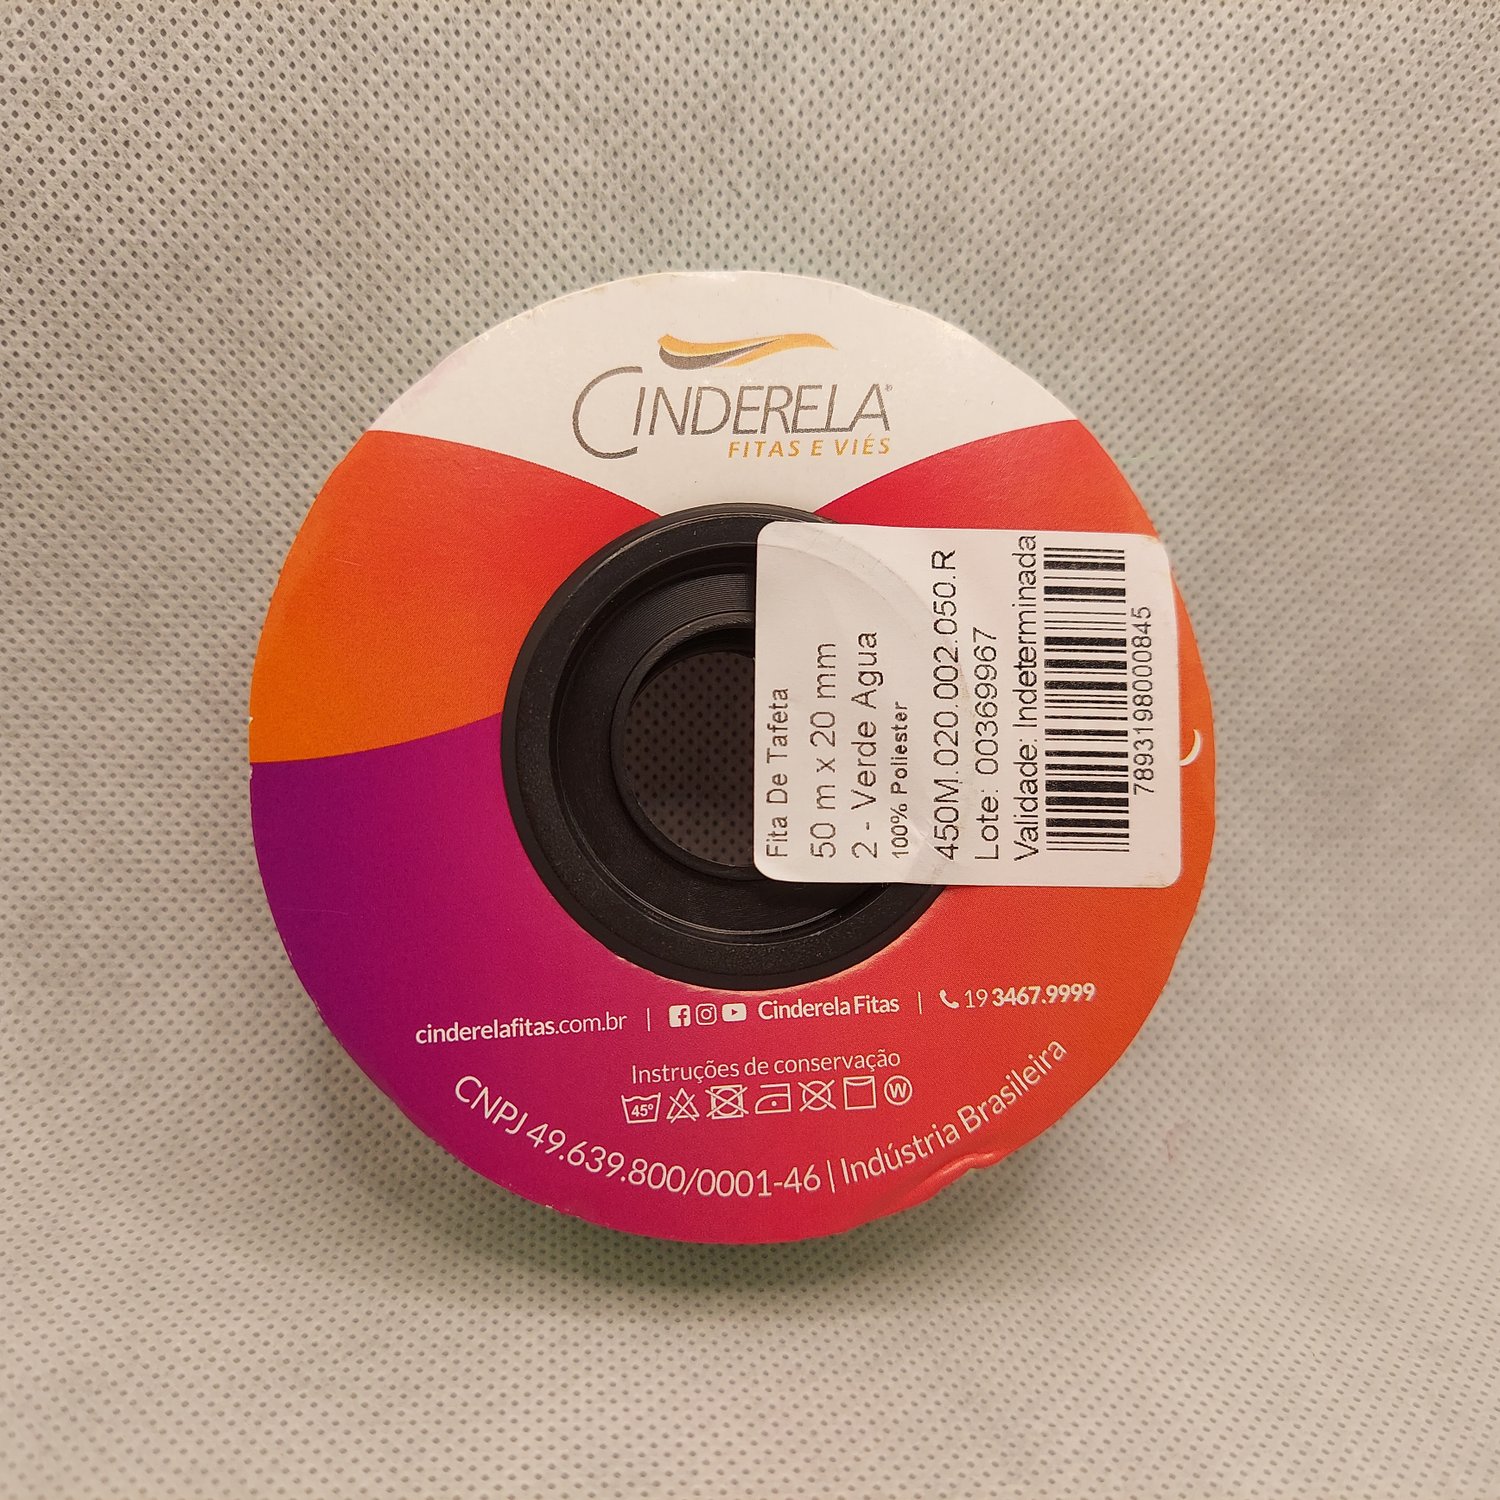 CINDERELA®
FITAS E VIÉS
Fita De Tafeta
50 m x 20 mm
2 - Verde Agua
100% Poliester
450M.020.002.050.R
Lote: 00369967
Validade: Indeterminada
7893198000845
cinderelafitas.com.br | Cinderela Fitas | 19 3467.9999
Instruções de conservação
45º W
CNPJ 49.639.800/0001-46 | Indústria Brasileira